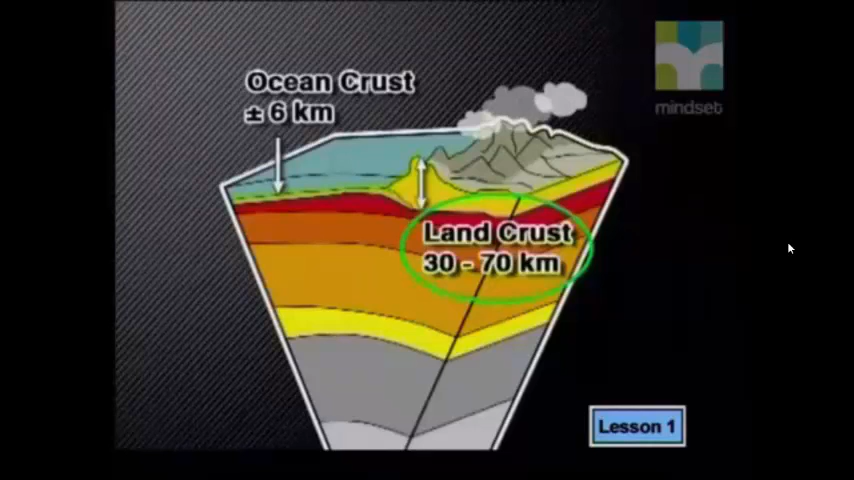 Ocean Crust
± 6 km
mindset
Land Crust
30 - 70 km
Lesson 1